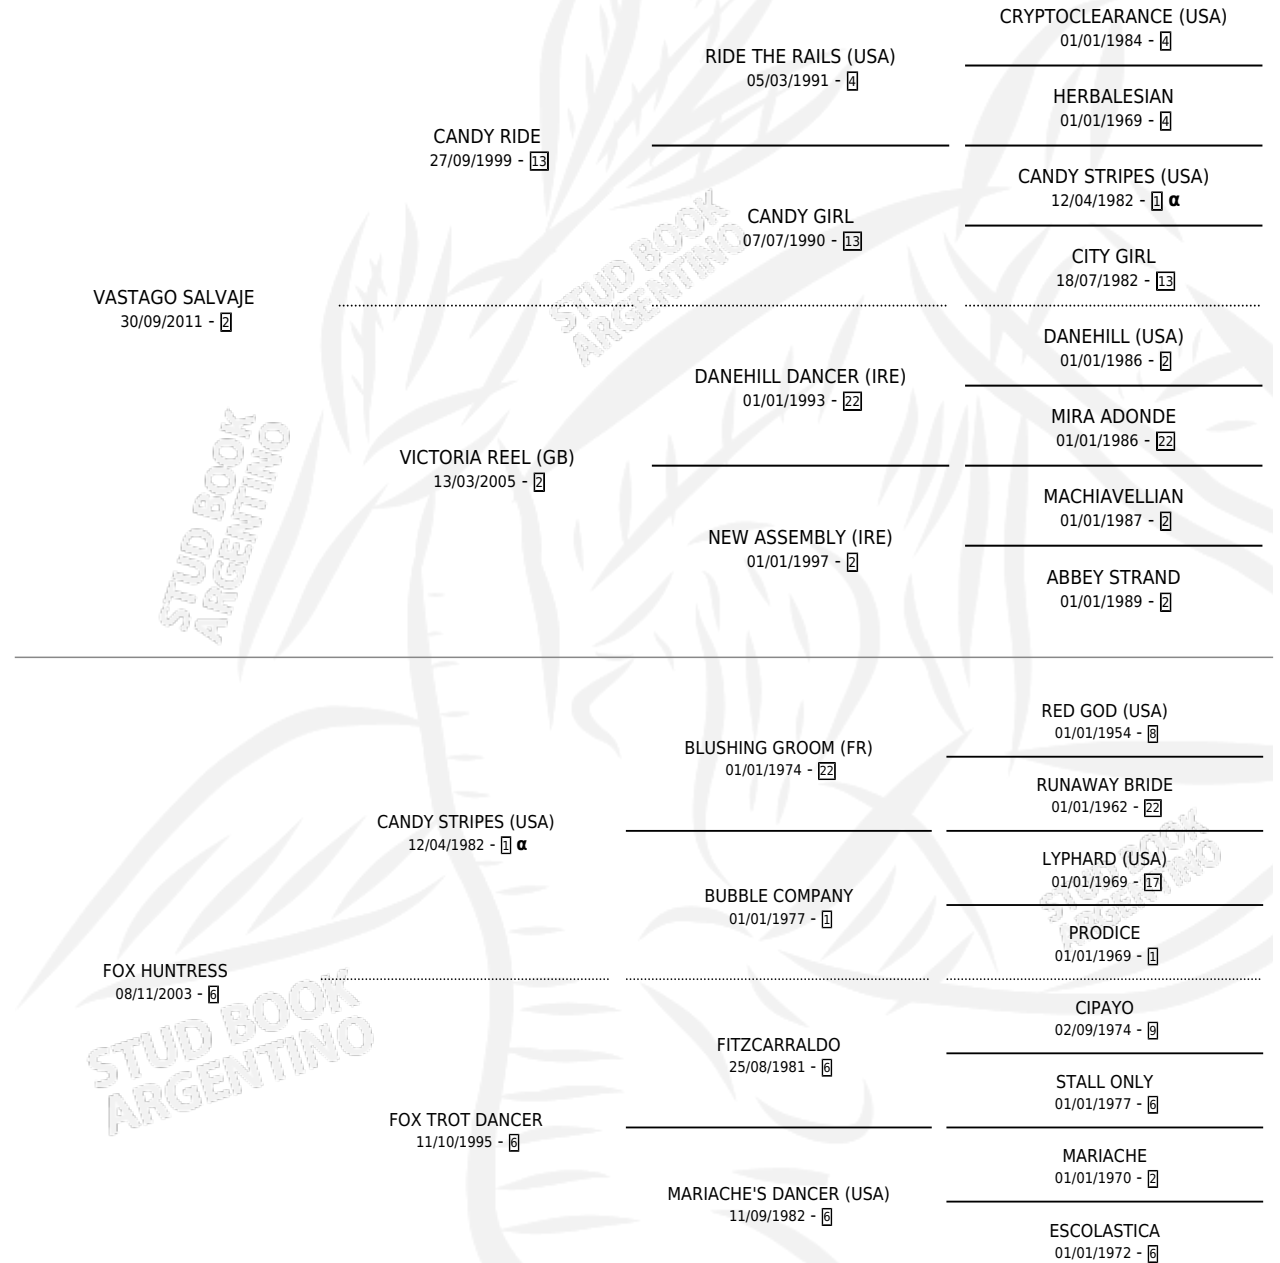 CRYPTOCLEARANCE (USA)
01/01/1984 - 4
RIDE THE RAILS (USA)
05/03/1991 - 4
HERBALESIAN
01/01/1969 - 4
CANDY RIDE
27/09/1999 - 13
CANDY STRIPES (USA)
12/04/1982 - 1 α
CANDY GIRL
07/07/1990 - 13
CITY GIRL
18/07/1982 - 13
VASTAGO SALVAJE
30/09/2011 - 2
DANEHILL (USA)
01/01/1986 - 2
DANEHILL DANCER (IRE)
01/01/1993 - 22
MIRA ADONDE
01/01/1986 - 22
VICTORIA REEL (GB)
13/03/2005 - 2
MACHIAVELLIAN
01/01/1987 - 2
NEW ASSEMBLY (IRE)
01/01/1997 - 2
ABBEY STRAND
01/01/1989 - 2
RED GOD (USA)
01/01/1954 - 8
BLUSHING GROOM (FR)
01/01/1974 - 22
RUNAWAY BRIDE
01/01/1962 - 22
CANDY STRIPES (USA)
12/04/1982 - 1 α
LYPHARD (USA)
01/01/1969 - 17
BUBBLE COMPANY
01/01/1977 - 1
PRODICE
01/01/1969 - 1
FOX HUNTRESS
08/11/2003 - 6
CIPAYO
02/09/1974 - 9
FITZCARRALDO
25/08/1981 - 6
STALL ONLY
01/01/1977 - 6
FOX TROT DANCER
11/10/1995 - 6
MARIACHE
01/01/1970 - 2
MARIACHE'S DANCER (USA)
11/09/1982 - 6
ESCOLASTICA
01/01/1972 - 6
STUD BOOK
ARGENTINO
STUD BOOK
ARGENTINO
STUD BOOK
ARGENTINO
STUD BOOK
ARGENTINO